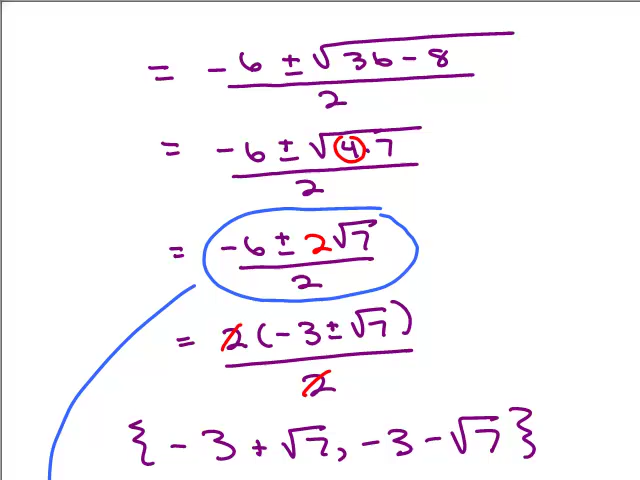 = (-6 ± √(36 - 8)) / 2
= (-6 ± √(4·7)) / 2
= (-6 ± 2√7) / 2
= 2(-3 ± √7) / 2
{-3 + √7, -3 - √7}